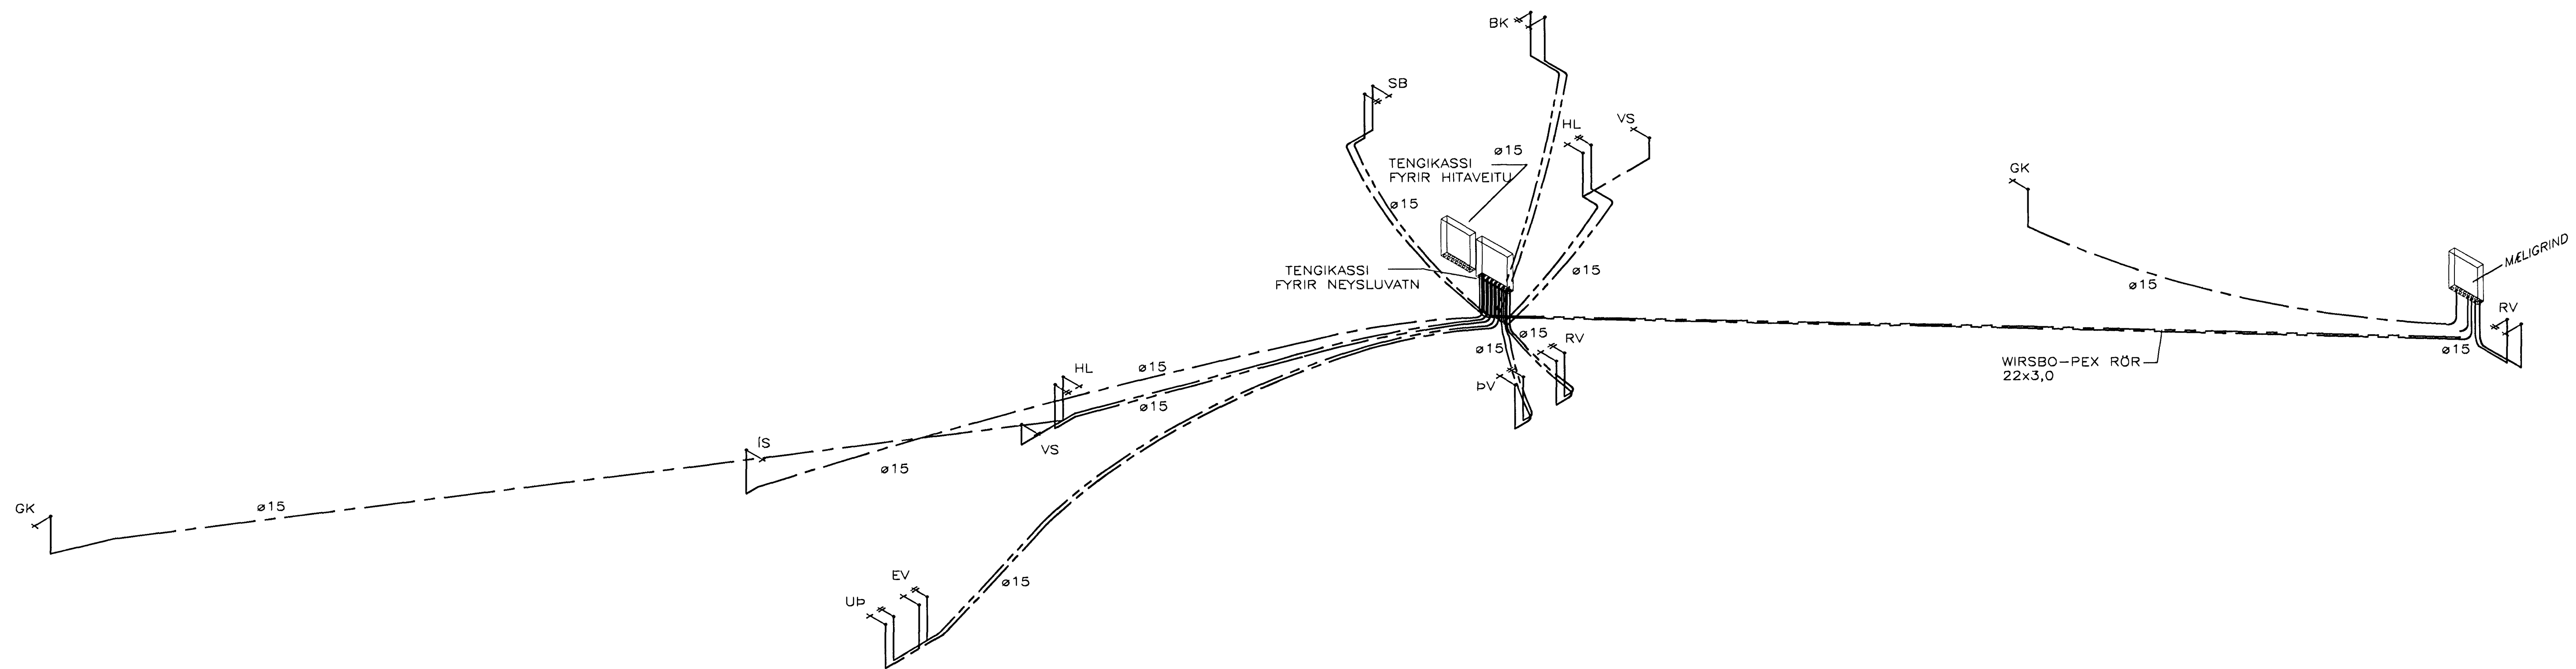 BK
SB
HL
VS
ø15
TENGIKASSI
FYRIR HITAVEITU
GK
ø15
MÆLIGRIND
TENGIKASSI
FYRIR NEYSLUVATN
ø15
ø15
RV
ø15
RV
ø15
ø15
WIRSBO-PEX RÖR
22x3,0
HL
ø15
ÞV
ø15
ÍS
VS
ø15
GK
ø15
EV
ø15
UÞ